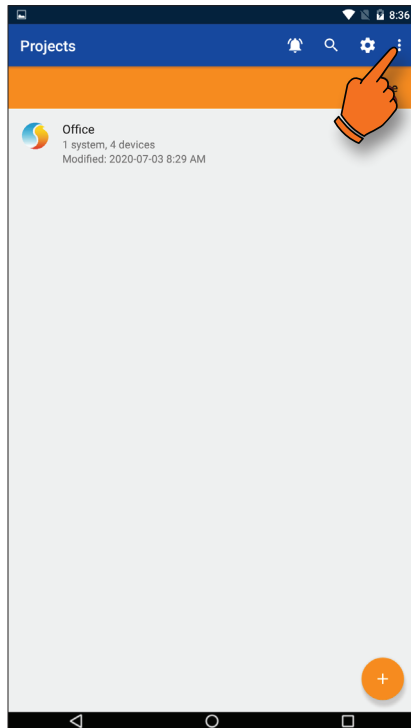 8:36
Projects
Office
1 system, 4 devices
Modified: 2020-07-03 8:29 AM
+